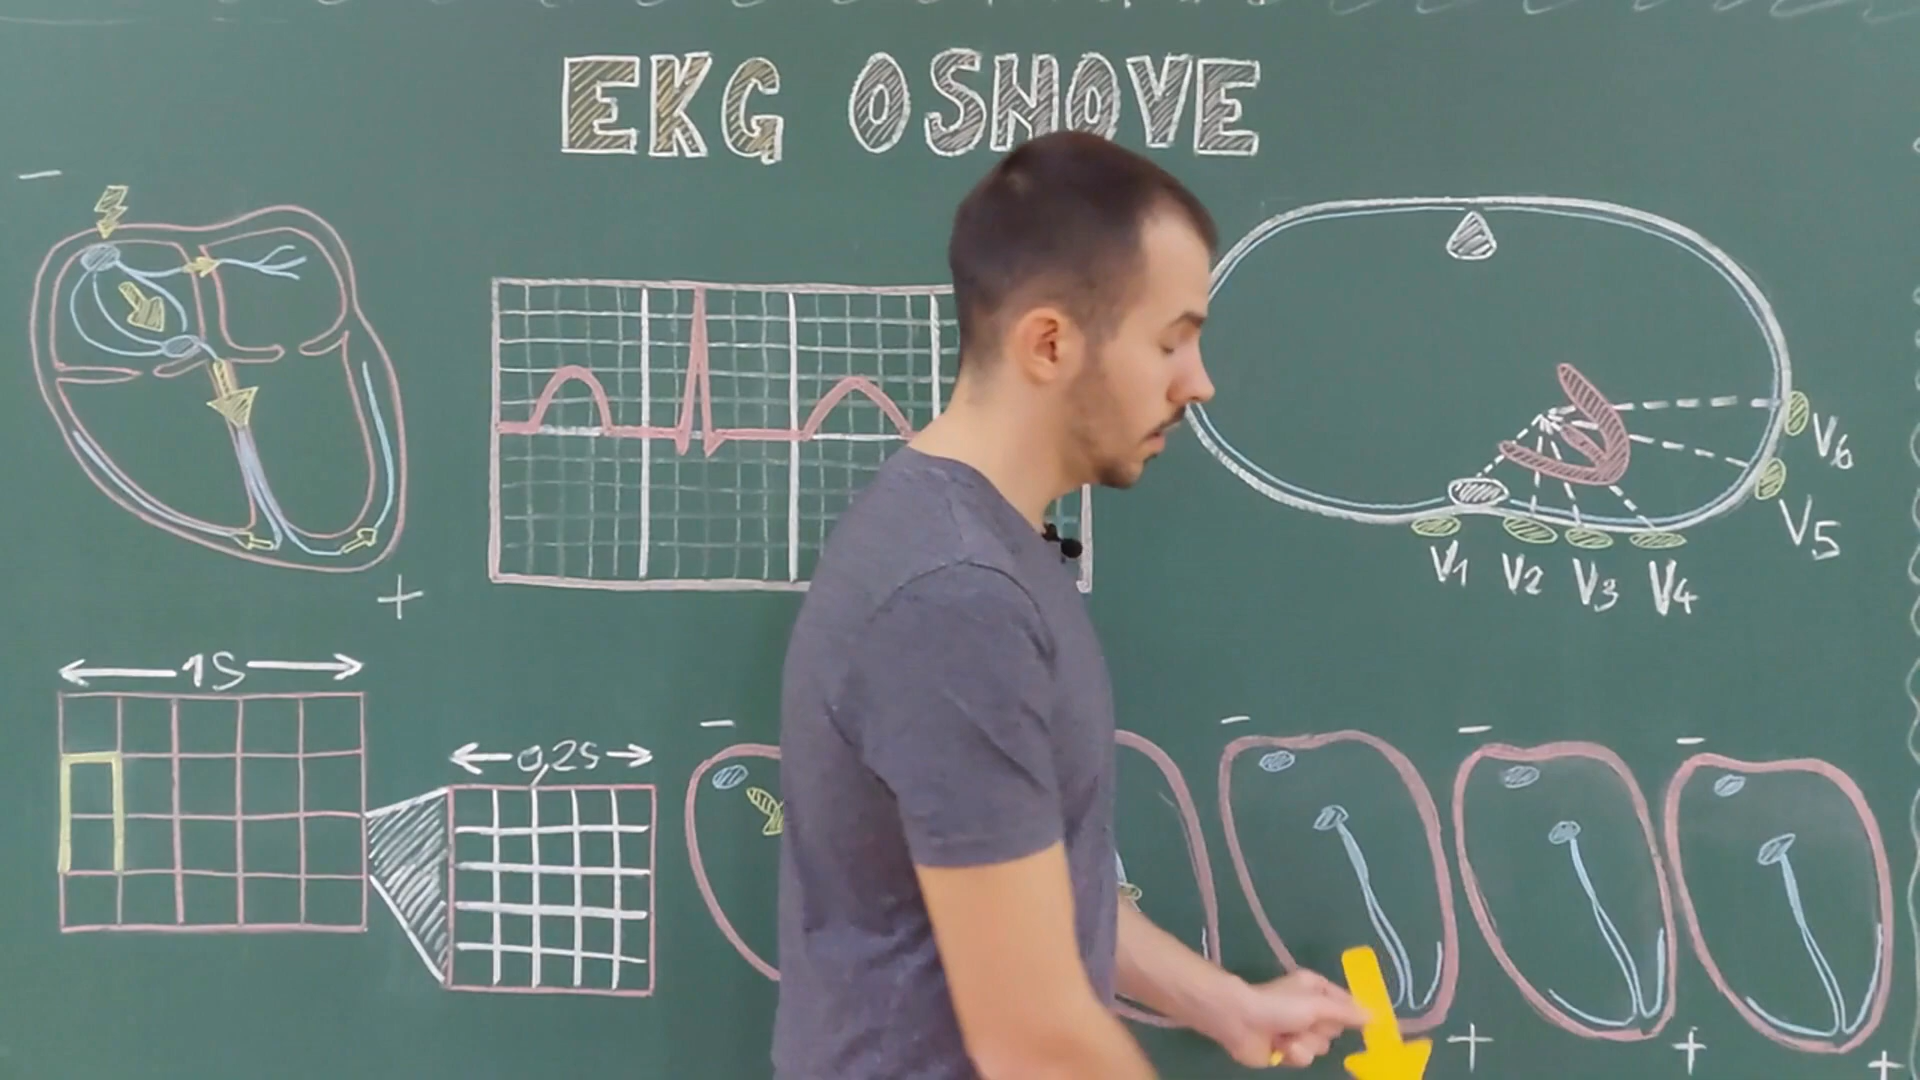 EKG OSNOVE
-
+
V6
V5
V1 V2 V3 V4
1S
0,2S
- - - -
+ + +